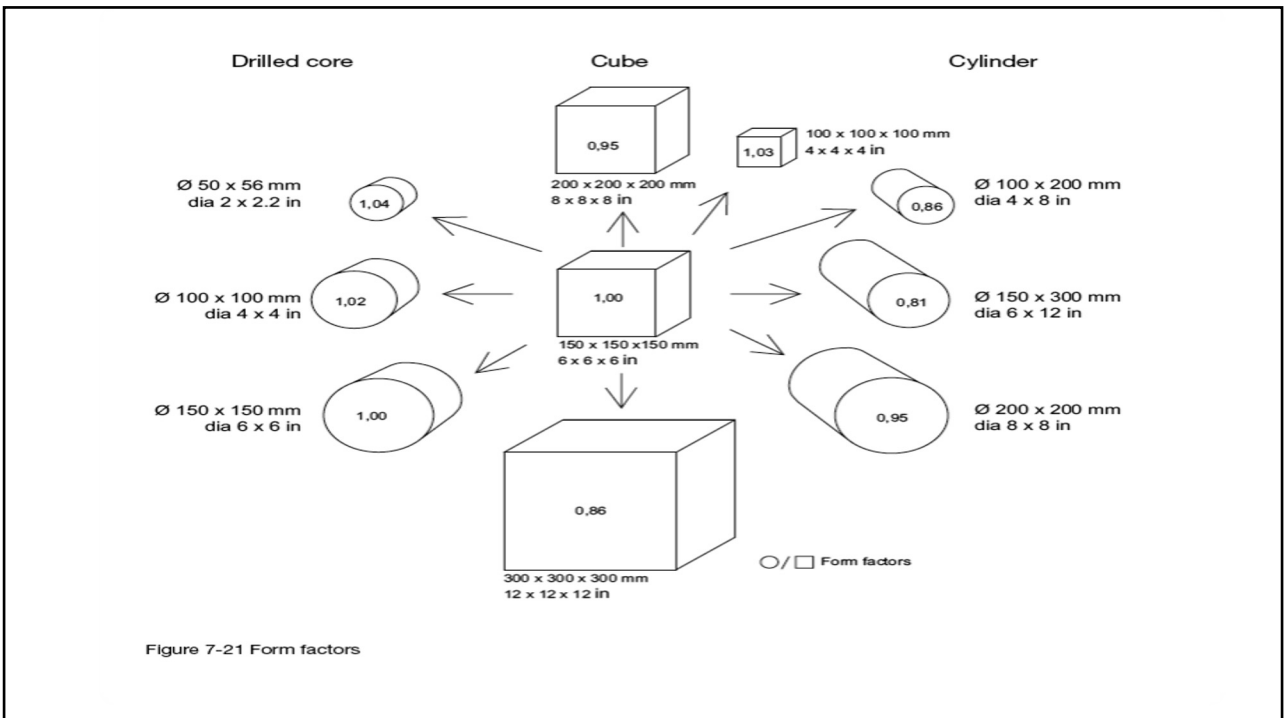 Drilled core
Cube
Cylinder
0,95
200 x 200 x 200 mm
8 x 8 x 8 in
1,03
100 x 100 x 100 mm
4 x 4 x 4 in
Ø 50 x 56 mm
dia 2 x 2.2 in
1,04
0,86
Ø 100 x 200 mm
dia 4 x 8 in
Ø 100 x 100 mm
dia 4 x 4 in
1,02
1,00
150 x 150 x150 mm
6 x 6 x 6 in
0,81
Ø 150 x 300 mm
dia 6 x 12 in
Ø 150 x 150 mm
dia 6 x 6 in
1,00
0,95
Ø 200 x 200 mm
dia 8 x 8 in
0,86
300 x 300 x 300 mm
12 x 12 x 12 in
/ Form factors
Figure 7-21 Form factors